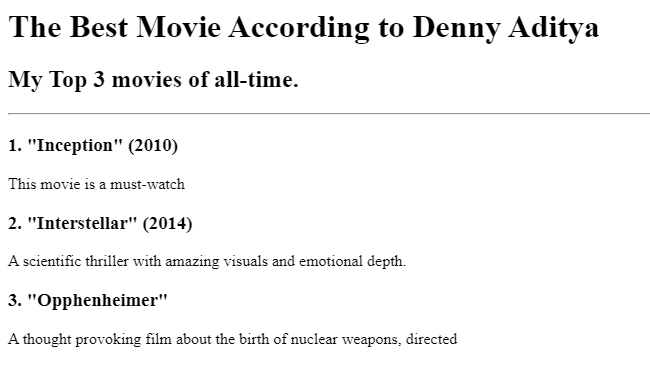 The Best Movie According to Denny Aditya
My Top 3 movies of all-time.
1. "Inception" (2010)
This movie is a must-watch
2. "Interstellar" (2014)
A scientific thriller with amazing visuals and emotional depth.
3. "Opphenheimer"
A thought provoking film about the birth of nuclear weapons, directed